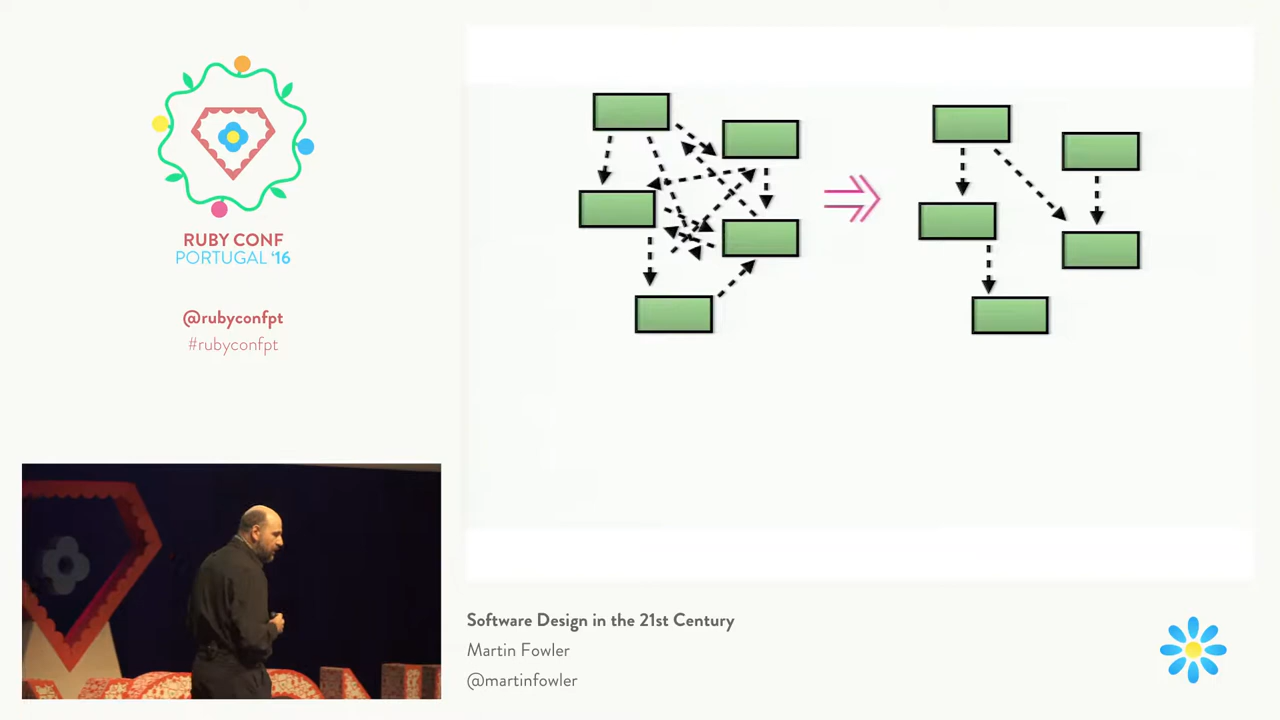 RUBY CONF
PORTUGAL ‘16
@rubyconfpt
#rubyconfpt
Software Design in the 21st Century
Martin Fowler
@martinfowler